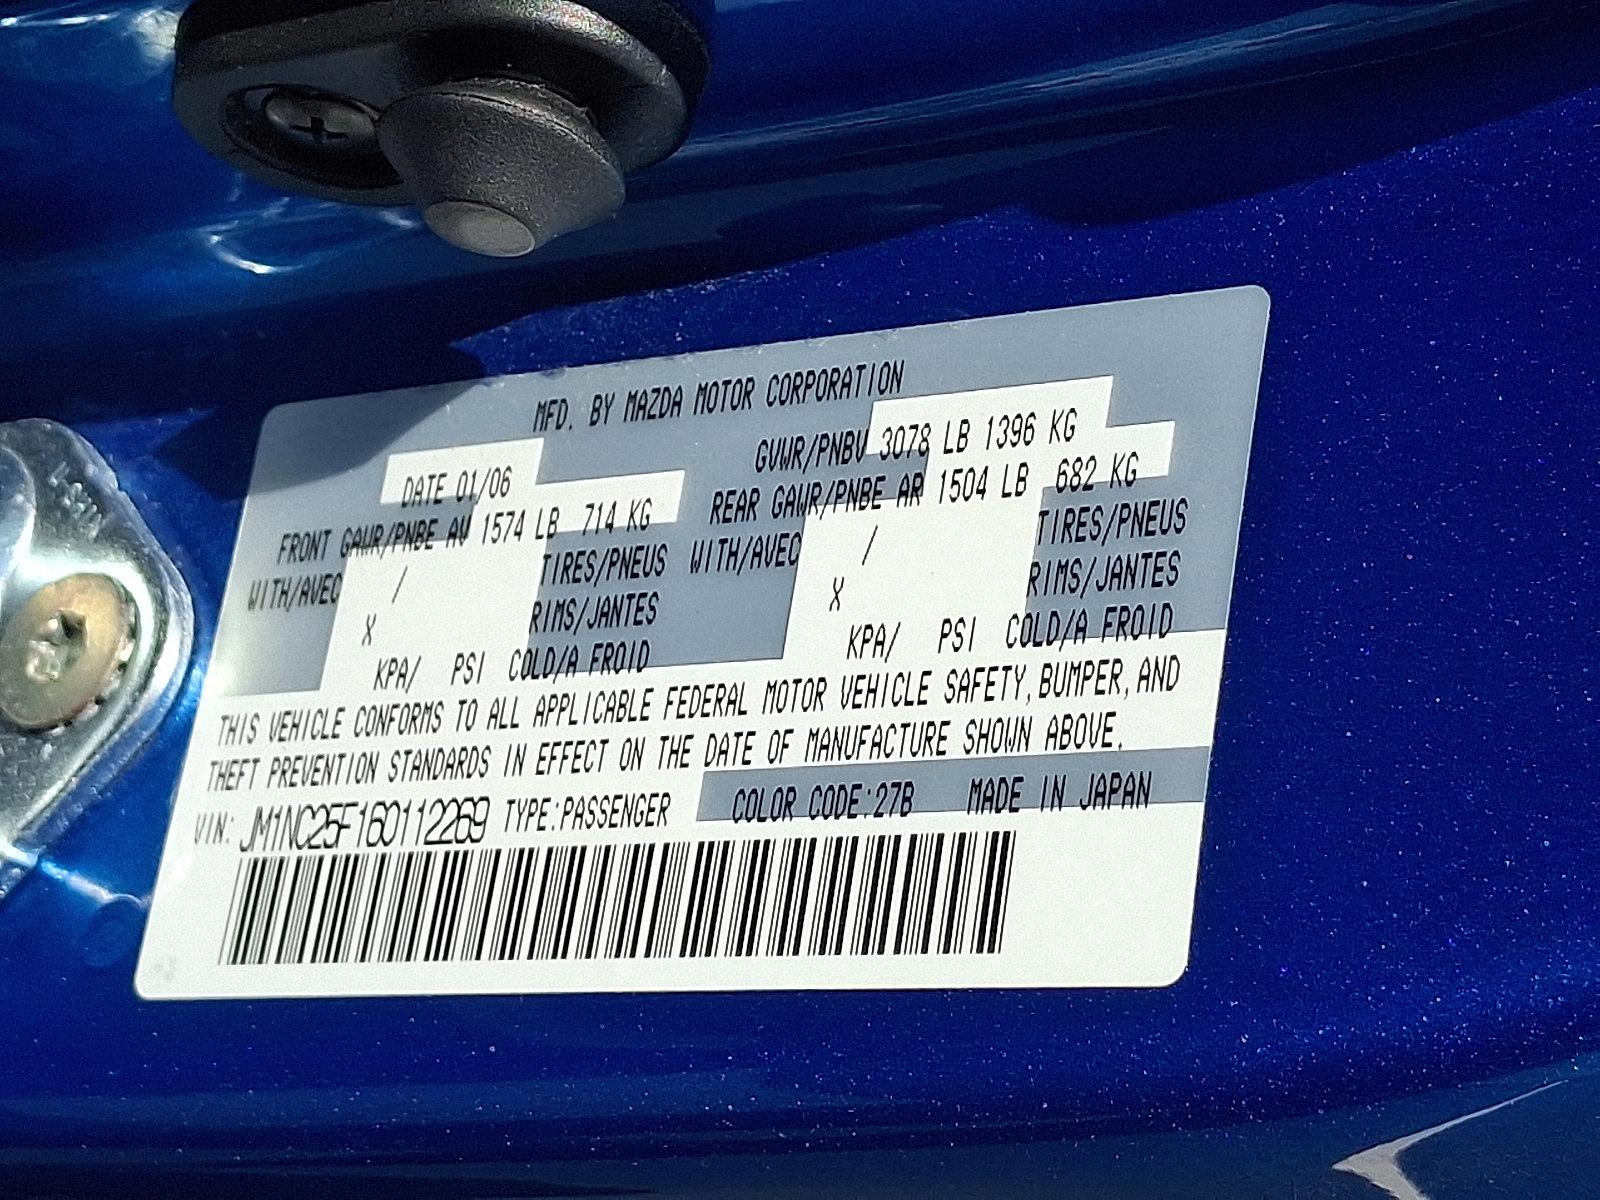 MFD. BY MAZDA MOTOR CORPORATION
DATE 01/06
GVWR/PNBV 3078 LB 1396 KG
FRONT GAWR/PNBE AV 1574 LB 714 KG
REAR GAWR/PNBE AR 1504 LB 682 KG
WITH/AVEC / TIRES/PNEUS
WITH/AVEC / TIRES/PNEUS
X RIMS/JANTES
X RIMS/JANTES
KPA/ PSI COLD/A FROID
KPA/ PSI COLD/A FROID
THIS VEHICLE CONFORMS TO ALL APPLICABLE FEDERAL MOTOR VEHICLE SAFETY, BUMPER, AND
THEFT PREVENTION STANDARDS IN EFFECT ON THE DATE OF MANUFACTURE SHOWN ABOVE.
VIN: JM1NC25F160112269 TYPE:PASSENGER COLOR CODE:27B MADE IN JAPAN